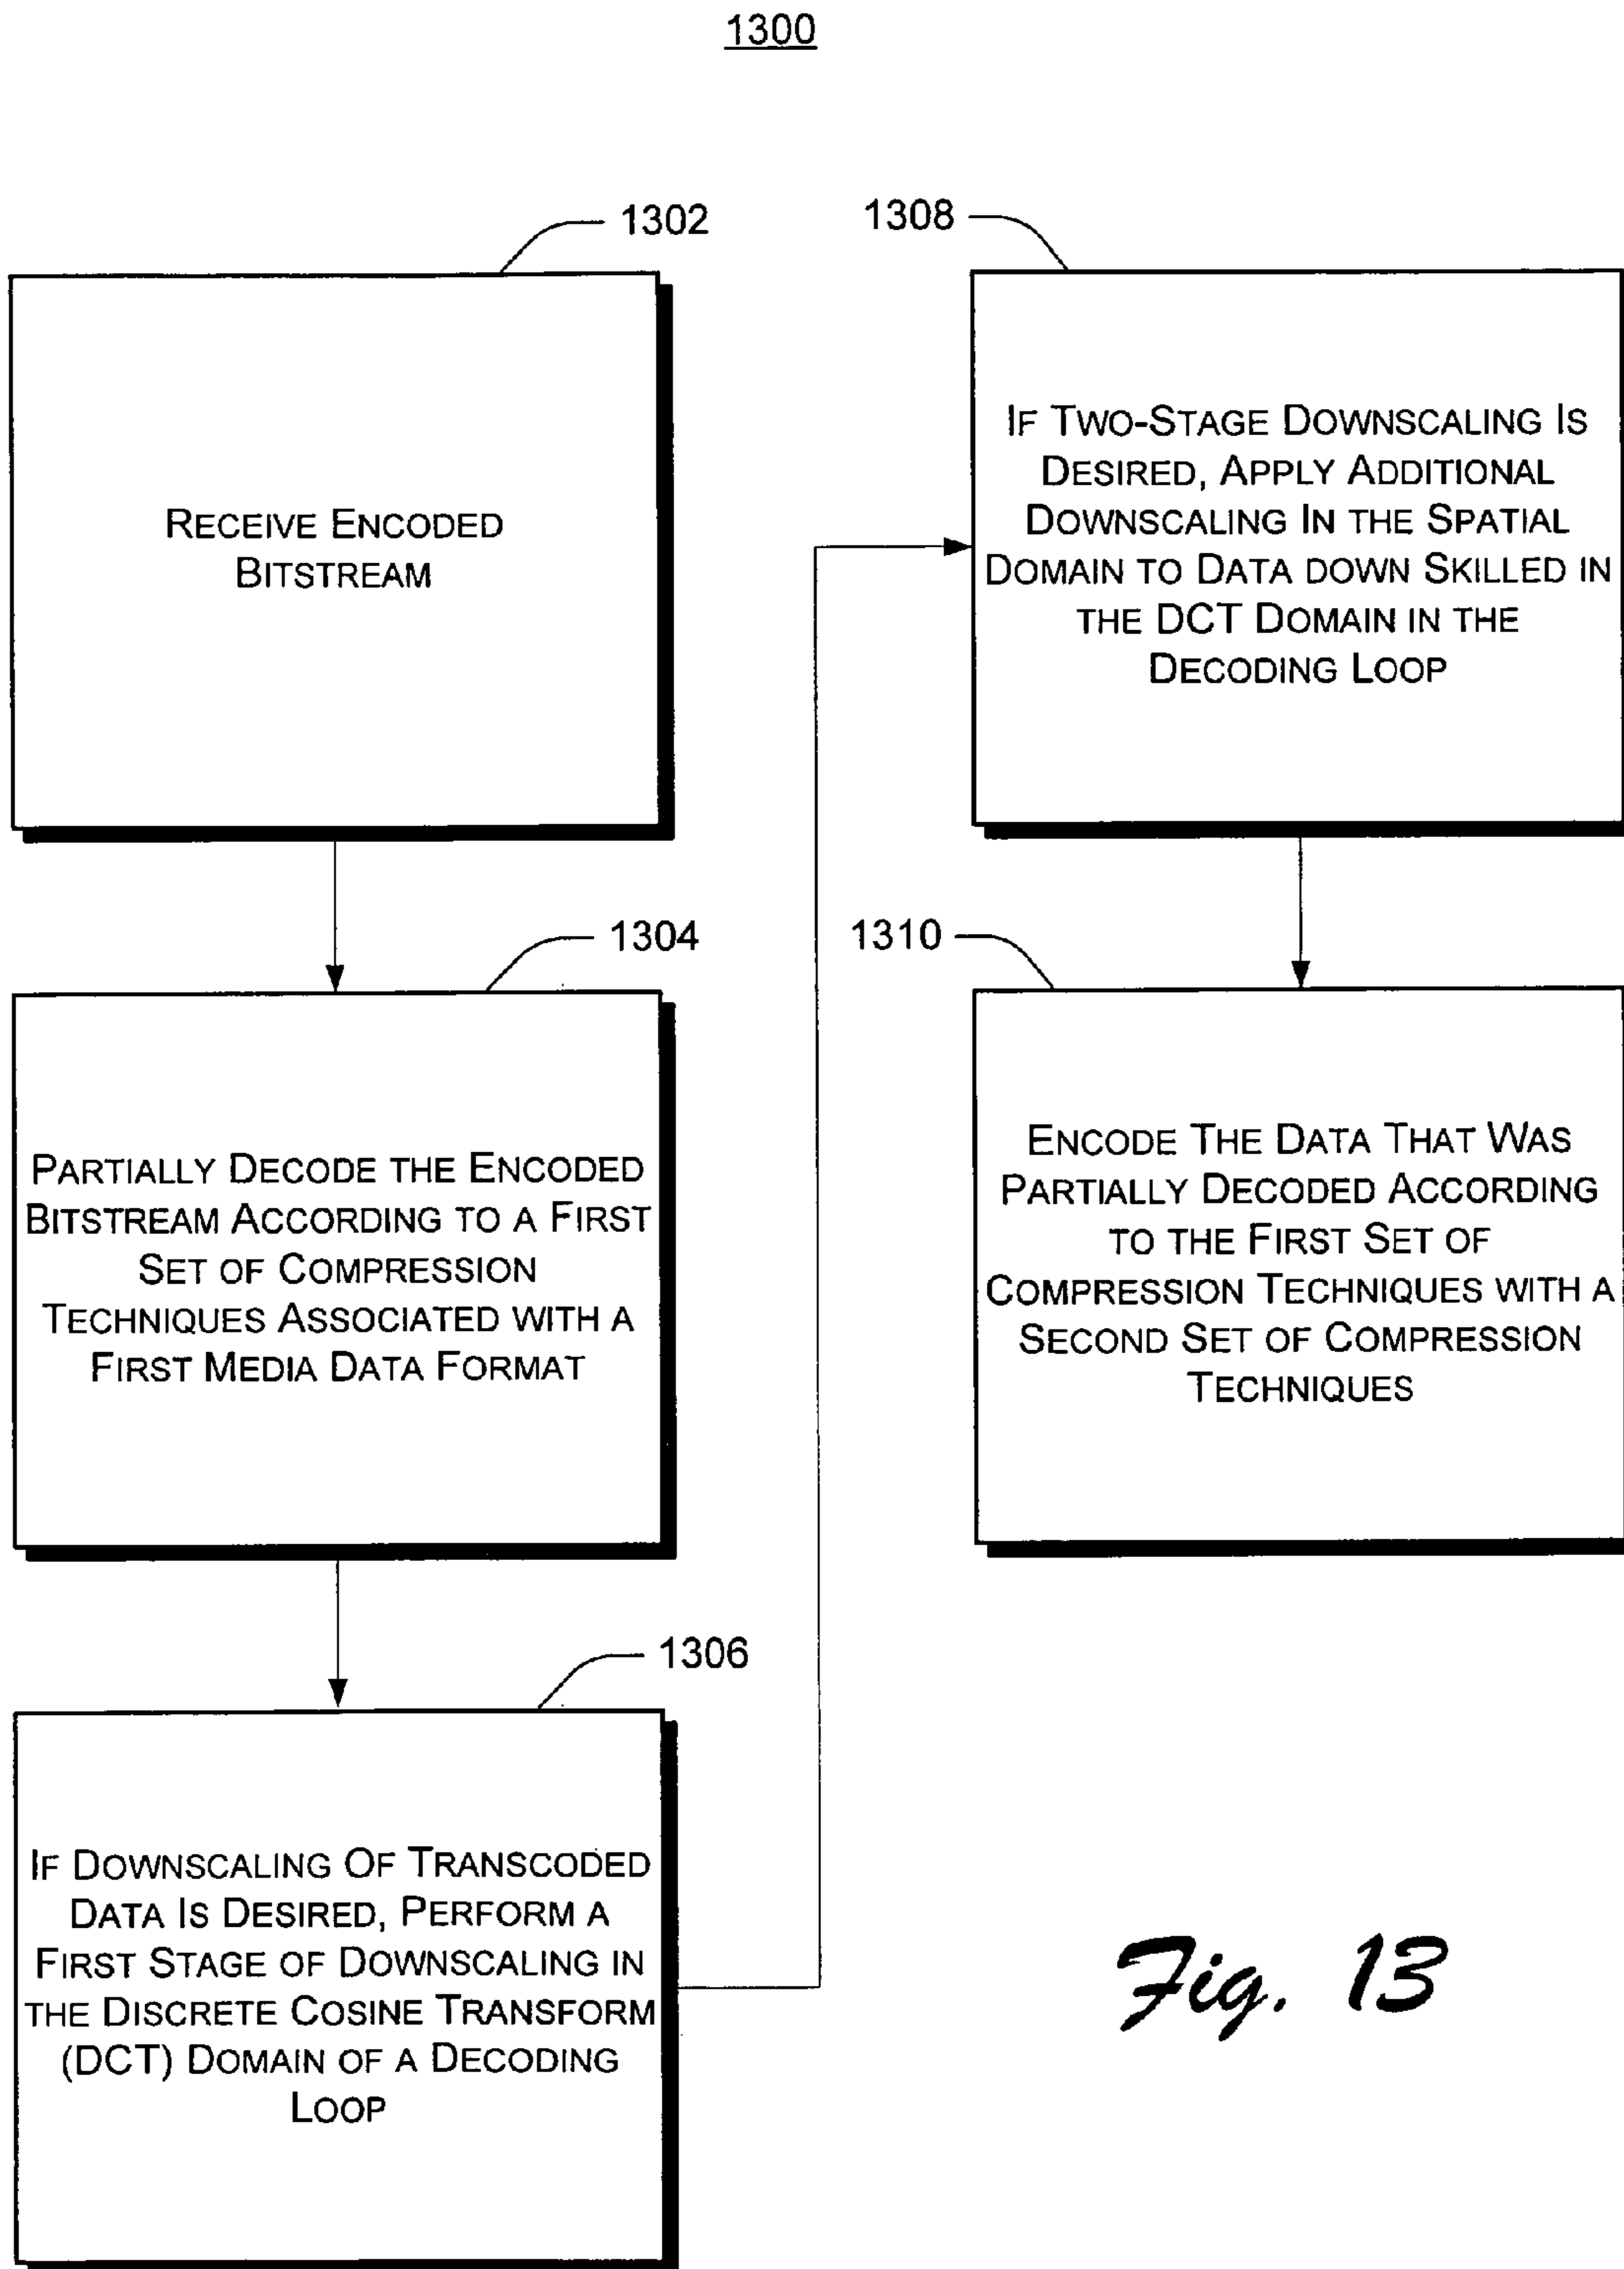 1300
1302
RECEIVE ENCODED
BITSTREAM
1304
PARTIALLY DECODE THE ENCODED
BITSTREAM ACCORDING TO A FIRST
SET OF COMPRESSION
TECHNIQUES ASSOCIATED WITH A
FIRST MEDIA DATA FORMAT
1306
IF DOWNSCALING OF TRANSCODED
DATA IS DESIRED, PERFORM A
FIRST STAGE OF DOWNSCALING IN
THE DISCRETE COSINE TRANSFORM
(DCT) DOMAIN OF A DECODING
LOOP
1308
IF TWO-STAGE DOWNSCALING IS
DESIRED, APPLY ADDITIONAL
DOWNSCALING IN THE SPATIAL
DOMAIN TO DATA DOWN SKILLED IN
THE DCT DOMAIN IN THE
DECODING LOOP
1310
ENCODE THE DATA THAT WAS
PARTIALLY DECODED ACCORDING
TO THE FIRST SET OF
COMPRESSION TECHNIQUES WITH A
SECOND SET OF COMPRESSION
TECHNIQUES
Fig. 13